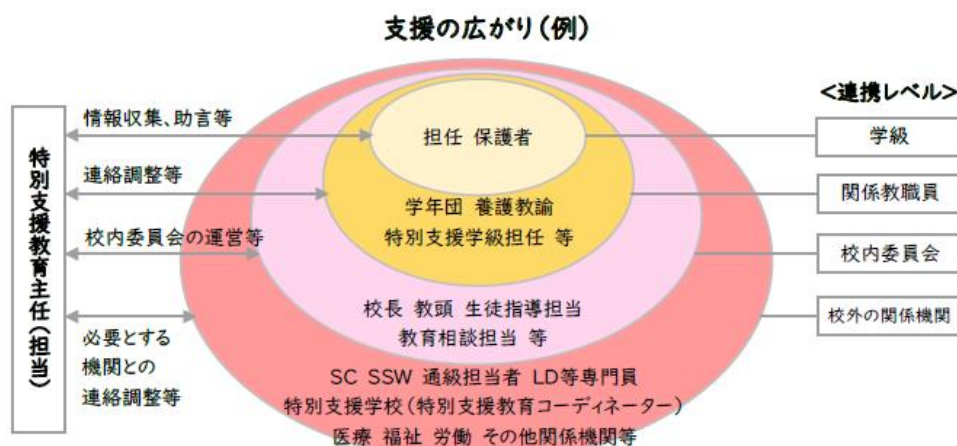 支援の広がり(例)
<連携レベル>
特別支援教育主任(担当)
情報収集、助言等
担任 保護者
学級
連絡調整等
学年団 養護教諭
特別支援学級担任 等
関係教職員
校内委員会の運営等
校内委員会
校長 教頭 生徒指導担当
教育相談担当 等
校外の関係機関
必要とする
機関との
連絡調整等
SC SSW 通級担当者 LD等専門員
特別支援学校(特別支援教育コーディネーター)
医療 福祉 労働 その他関係機関等